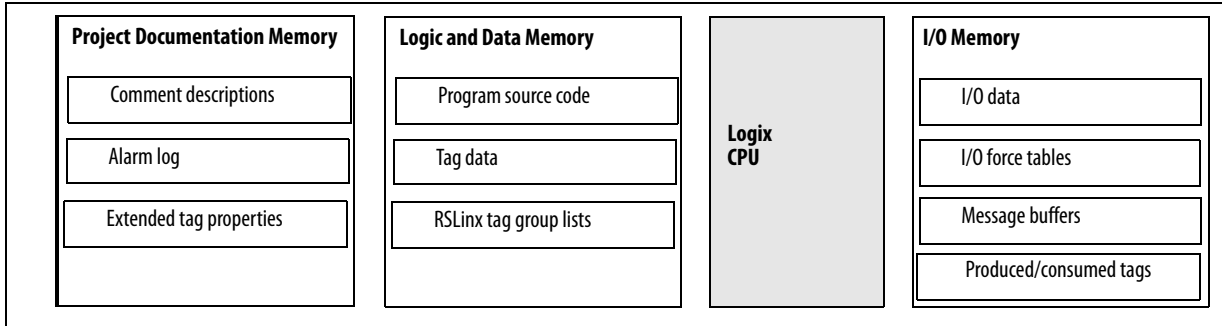 Project Documentation Memory
Comment descriptions
Alarm log
Extended tag properties
Logic and Data Memory
Program source code
Tag data
RSLinx tag group lists
Logix
CPU
I/O Memory
I/O data
I/O force tables
Message buffers
Produced/consumed tags